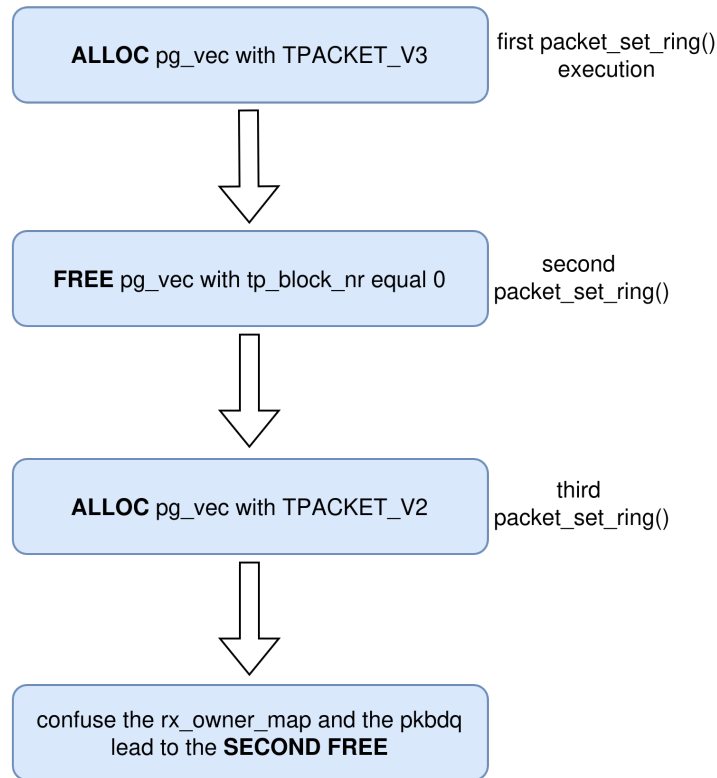 ALLOC pg_vec with TPACKET_V3
first packet_set_ring()
execution
FREE pg_vec with tp_block_nr equal 0
second
packet_set_ring()
ALLOC pg_vec with TPACKET_V2
third
packet_set_ring()
confuse the rx_owner_map and the pkbdq
lead to the SECOND FREE